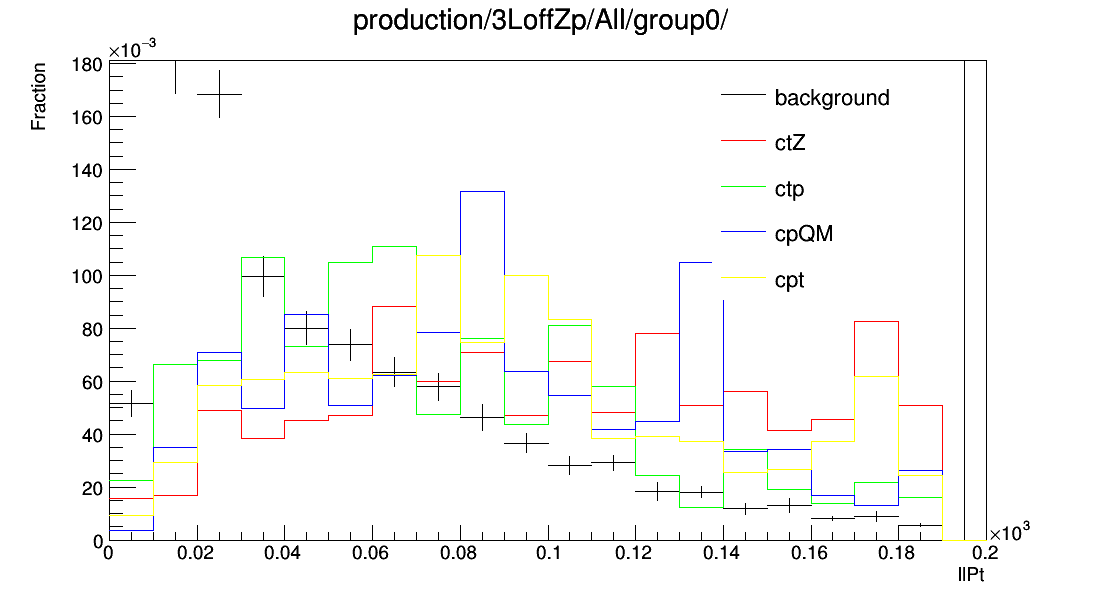 production/3LoffZp/All/group0/
×10⁻³
Fraction
180
160
140
120
100
80
60
40
20
0
background
ctZ
ctp
cpQM
cpt
0 0.02 0.04 0.06 0.08 0.1 0.12 0.14 0.16 0.18 0.2
×10³
llPt